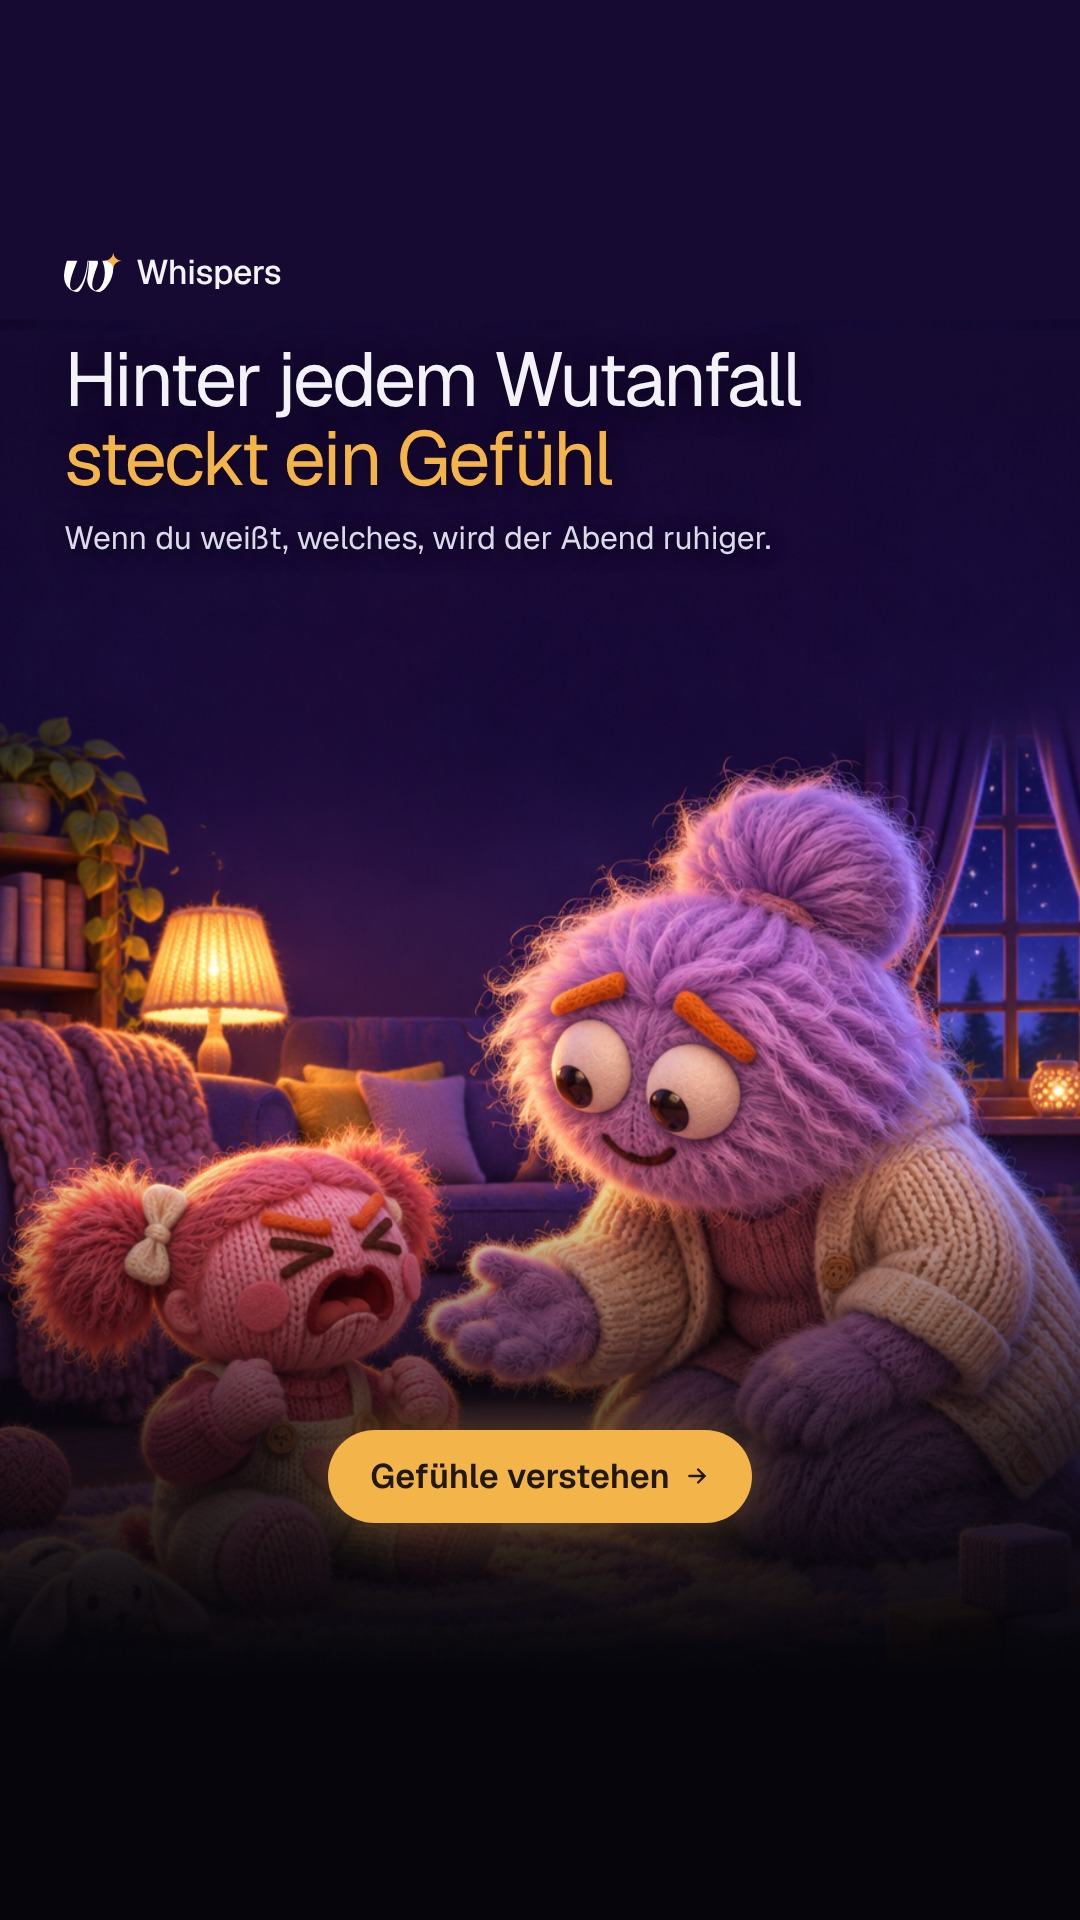 Whispers
Hinter jedem Wutanfall
steckt ein Gefühl
Wenn du weißt, welches, wird der Abend ruhiger.
Gefühle verstehen →